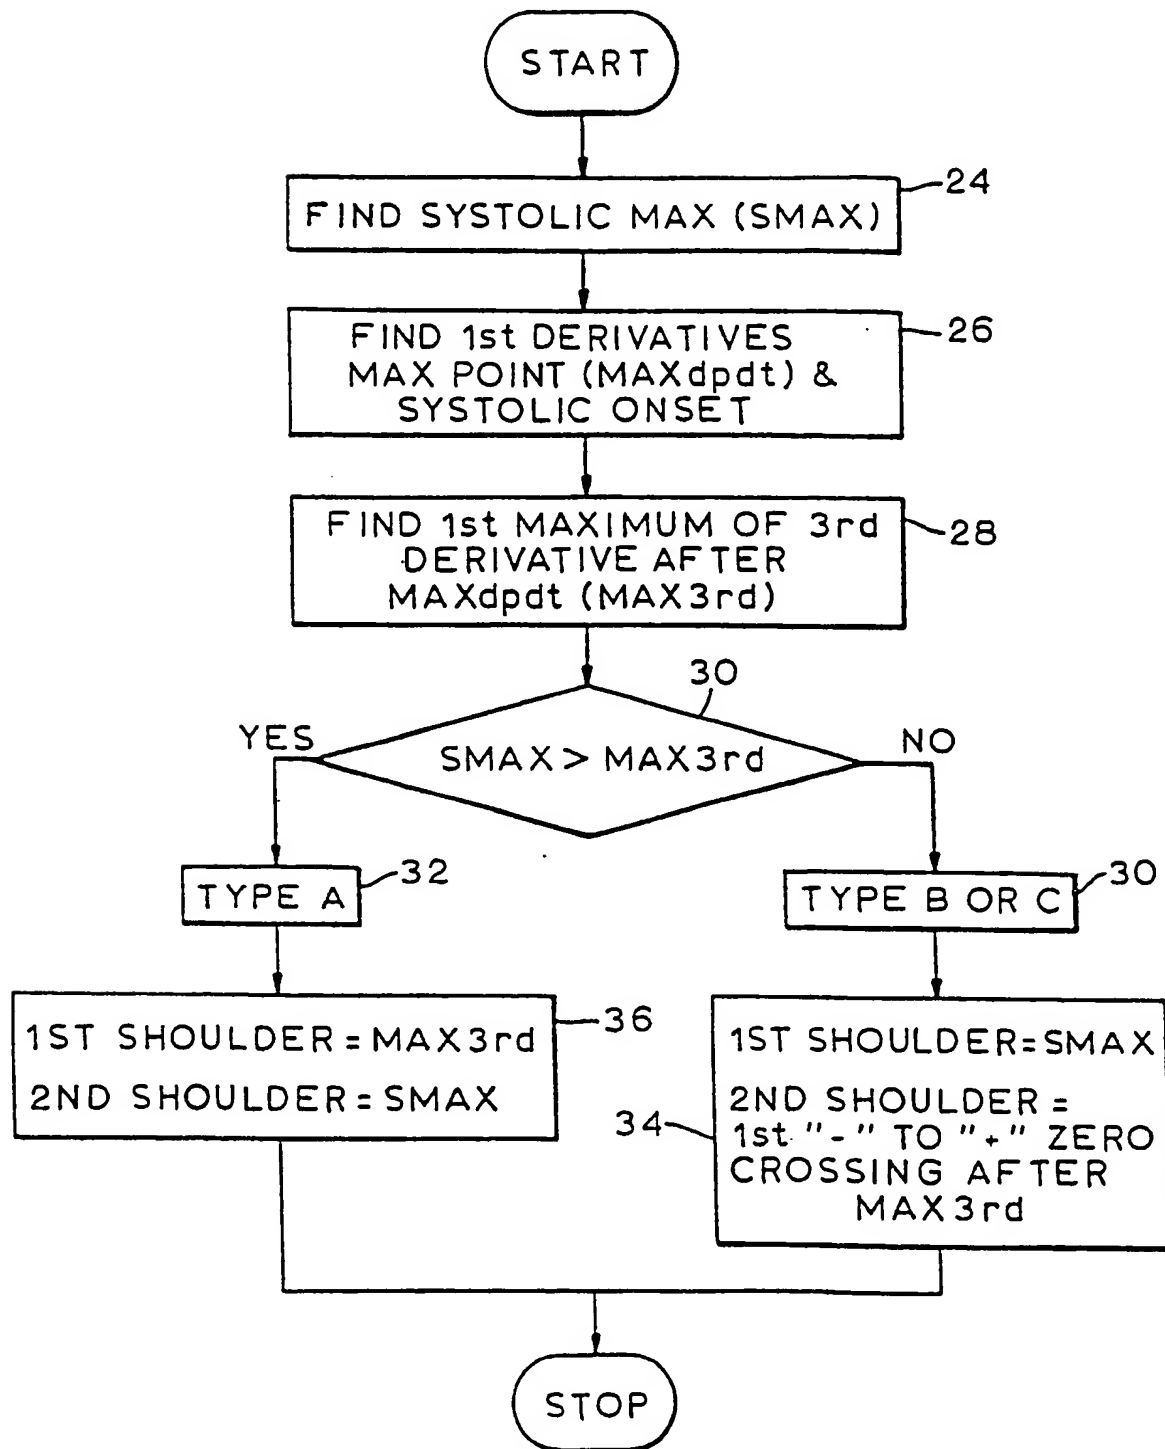 START
24
FIND SYSTOLIC MAX (SMAX)
26
FIND 1st DERIVATIVES
MAX POINT (MAXdpdt) &
SYSTOLIC ONSET
28
FIND 1st MAXIMUM OF 3rd
DERIVATIVE AFTER
MAXdpdt (MAX3rd)
30
YES
SMAX > MAX3rd
NO
32
TYPE A
30
TYPE B OR C
36
1ST SHOULDER = MAX3rd
2ND SHOULDER = SMAX
34
1ST SHOULDER=SMAX
2ND SHOULDER =
1st "-" TO "+" ZERO
CROSSING AFTER
MAX3rd
STOP